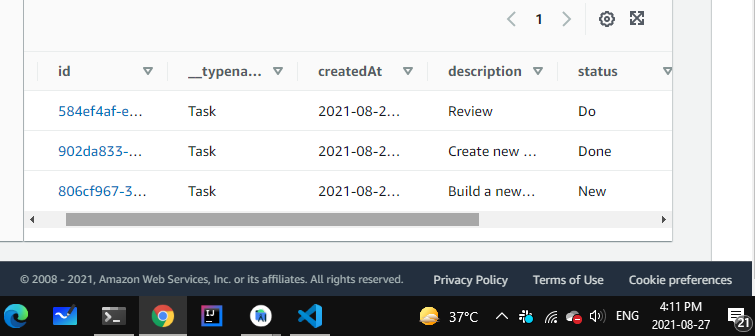 1
id __typena... createdAt description status
584ef4af-e... Task 2021-08-2... Review Do
902da833-... Task 2021-08-2... Create new ... Done
806cf967-3... Task 2021-08-2... Build a new... New
© 2008 - 2021, Amazon Web Services, Inc. or its affiliates. All rights reserved. Privacy Policy Terms of Use Cookie preferences
IJ
37°C ENG 4:11 PM
2021-08-27 21